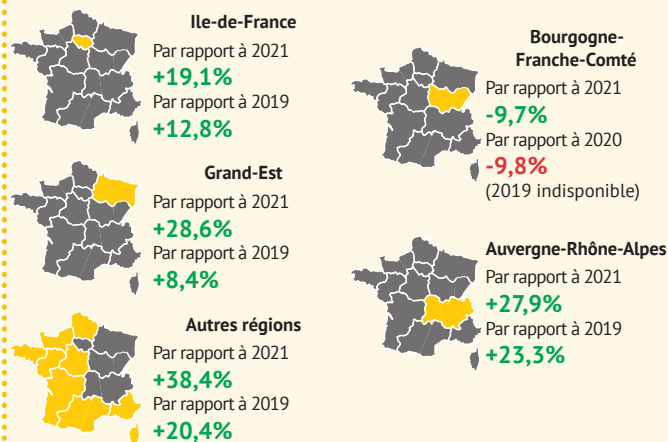 Ile-de-France
Par rapport à 2021
+19,1%
Par rapport à 2019
+12,8%
Grand-Est
Par rapport à 2021
+28,6%
Par rapport à 2019
+8,4%
Autres régions
Par rapport à 2021
+38,4%
Par rapport à 2019
+20,4%
Bourgogne-
Franche-Comté
Par rapport à 2021
-9,7%
Par rapport à 2020
-9,8%
(2019 indisponible)
Auvergne-Rhône-Alpes
Par rapport à 2021
+27,9%
Par rapport à 2019
+23,3%